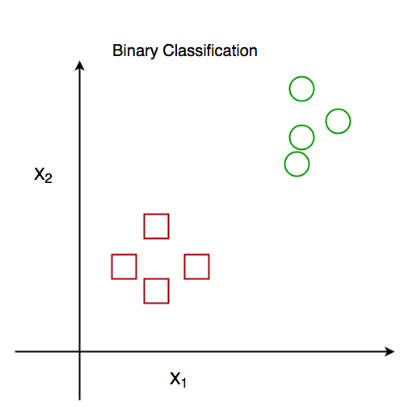 Binary Classification
X₂
X₁